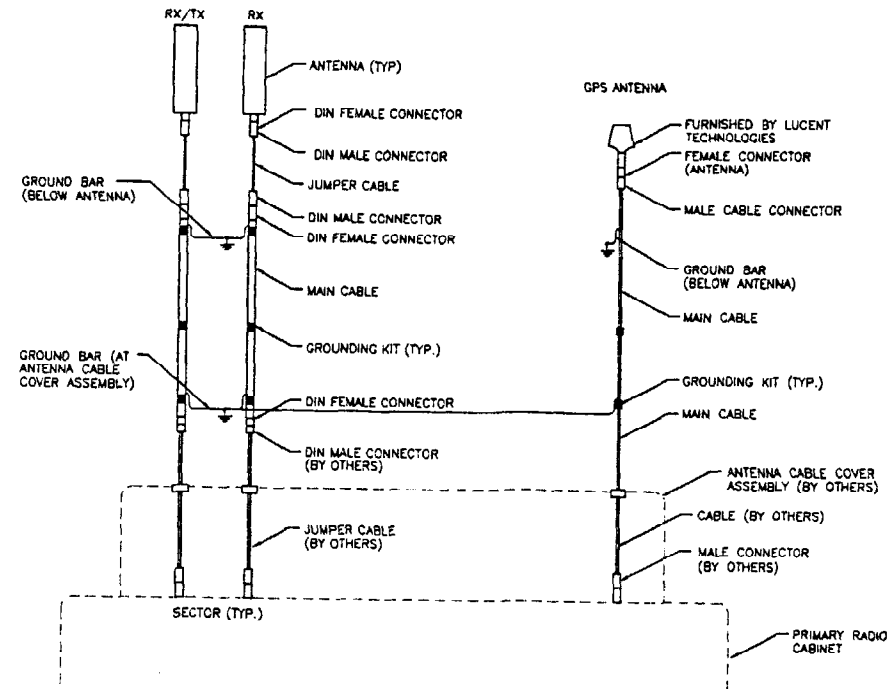 RX/TX
RX
ANTENNA (TYP)
GPS ANTENNA
DIN FEMALE CONNECTOR
FURNISHED BY LUCENT
TECHNOLOGIES
DIN MALE CONNECTOR
FEMALE CONNECTOR
(ANTENNA)
JUMPER CABLE
GROUND BAR
(BELOW ANTENNA)
MALE CABLE CONNECTOR
DIN MALE CONNECTOR
DIN FEMALE CONNECTOR
GROUND BAR
(BELOW ANTENNA)
MAIN CABLE
MAIN CABLE
GROUNDING KIT (TYP.)
GROUND BAR (AT
ANTENNA CABLE
COVER ASSEMBLY)
GROUNDING KIT (TYP.)
DIN FEMALE CONNECTOR
MAIN CABLE
DIN MALE CONNECTOR
(BY OTHERS)
ANTENNA CABLE COVER
ASSEMBLY (BY OTHERS)
CABLE (BY OTHERS)
JUMPER CABLE
(BY OTHERS)
MALE CONNECTOR
(BY OTHERS)
SECTOR (TYP.)
PRIMARY RADIO
CABINET